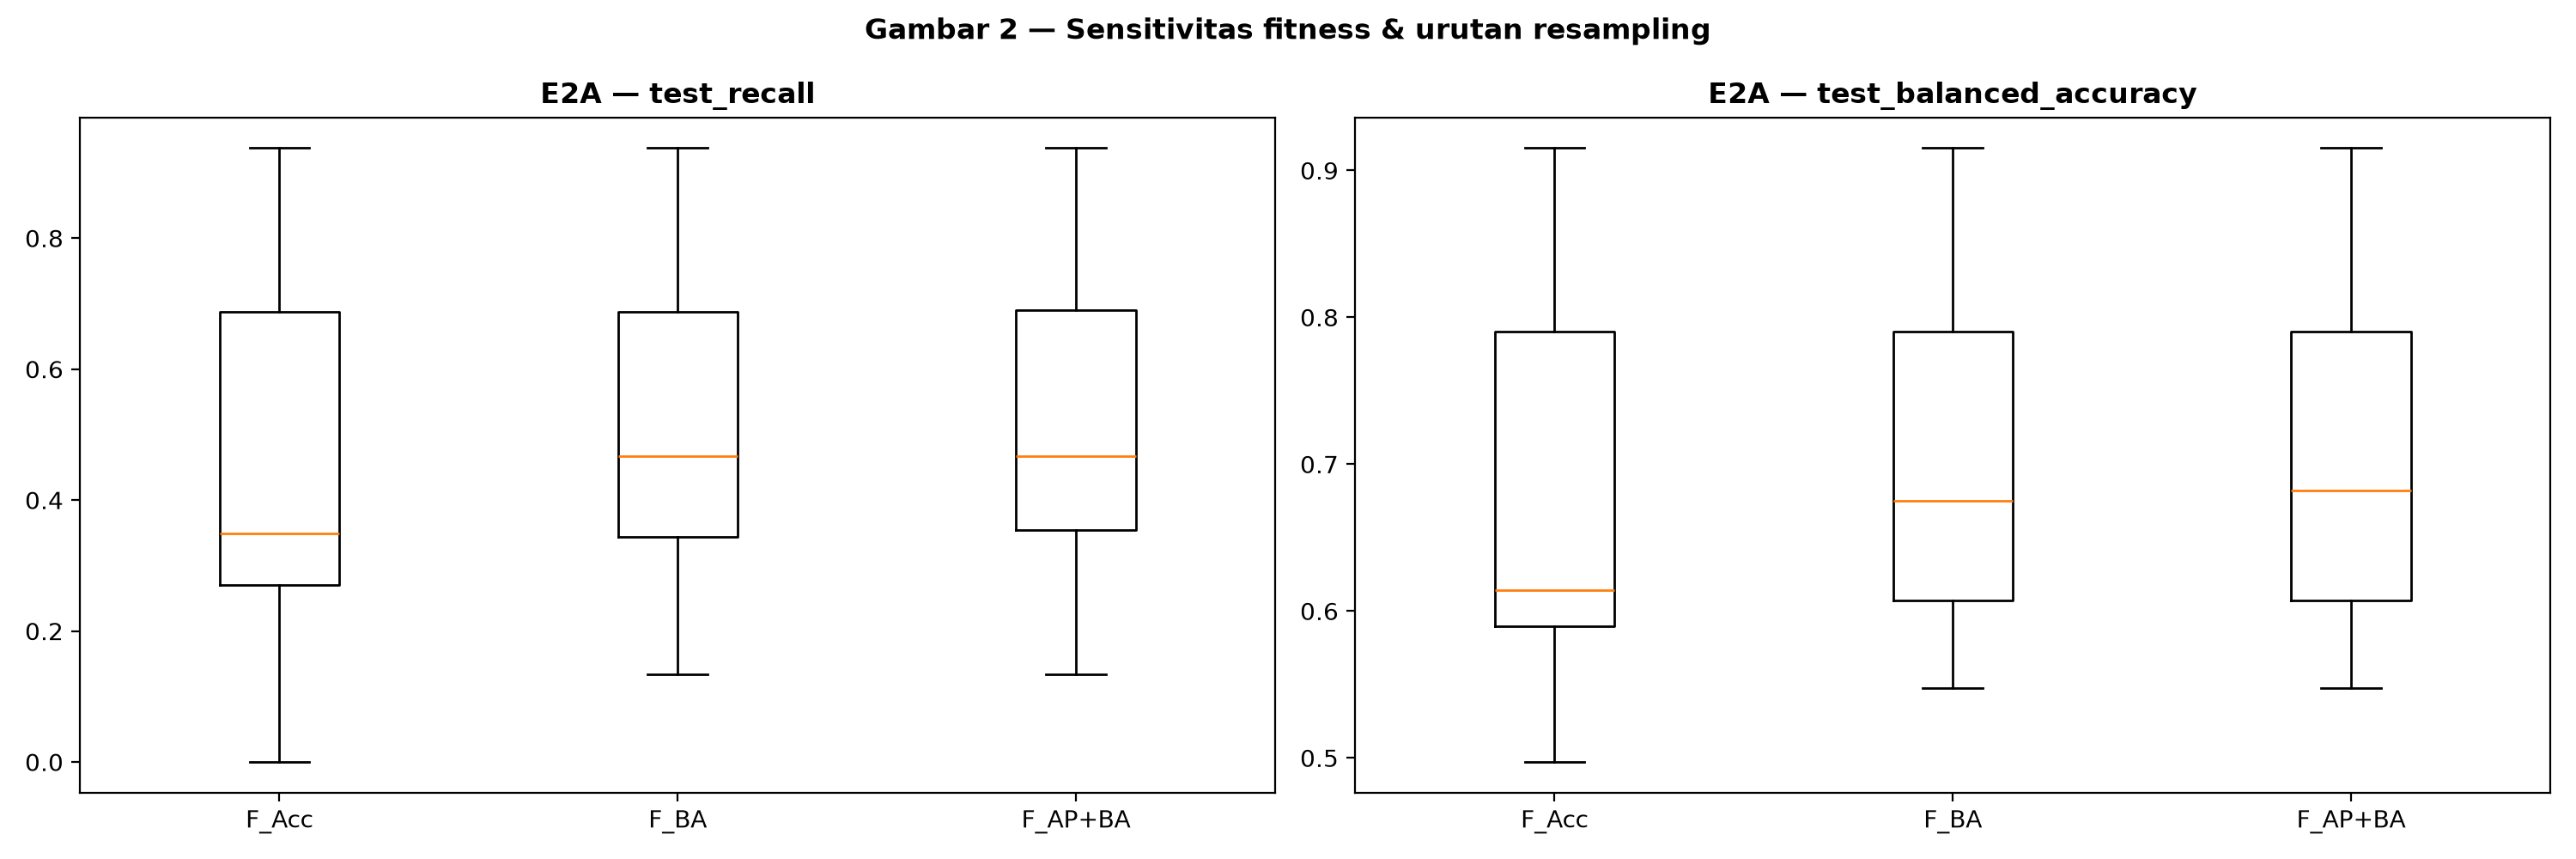 Gambar 2 — Sensitivitas fitness & urutan resampling
E2A — test_recall
0.8
0.6
0.4
0.2
0.0
F_Acc F_BA F_AP+BA
E2A — test_balanced_accuracy
0.9
0.8
0.7
0.6
0.5
F_Acc F_BA F_AP+BA